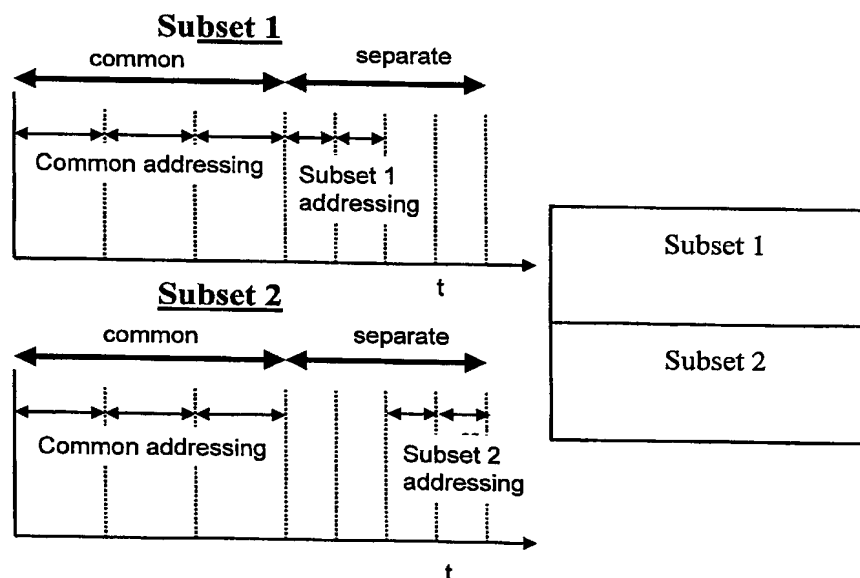 Subset 1
common separate
Common addressing
Subset 1
addressing
t
Subset 2
common separate
Common addressing
Subset 2
addressing
t
Subset 1
Subset 2